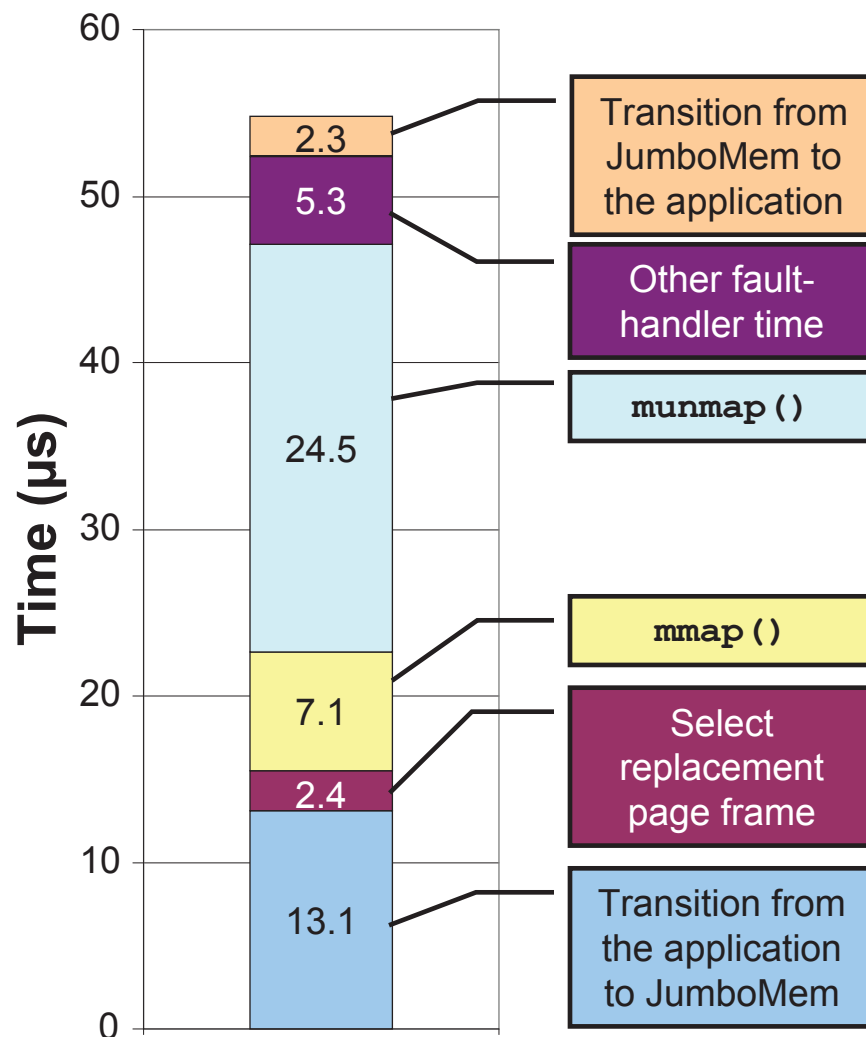 Time (µs)
60
50
40
30
20
10
0
2.3
5.3
24.5
7.1
2.4
13.1
Transition from
JumboMem to
the application
Other fault-
handler time
munmap()
mmap()
Select
replacement
page frame
Transition from
the application
to JumboMem